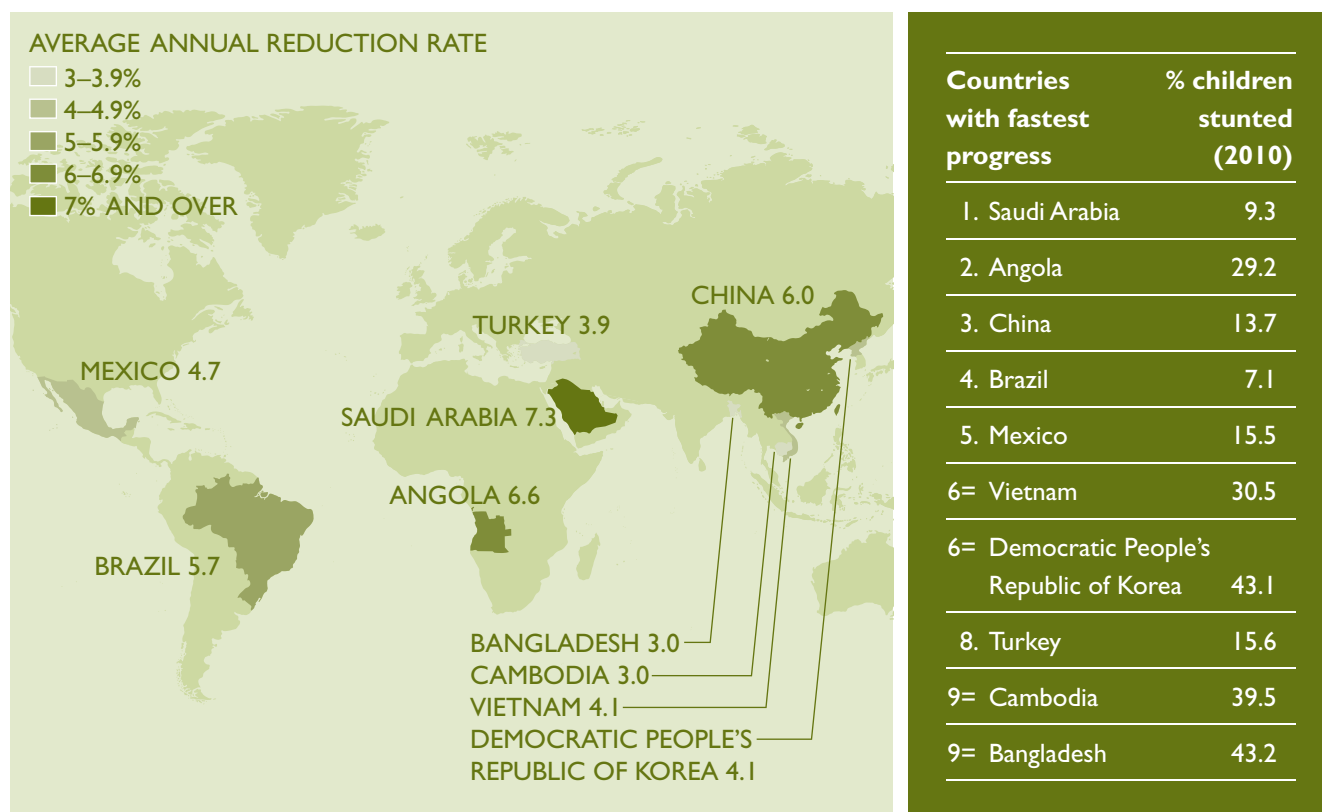 AVERAGE ANNUAL REDUCTION RATE
3–3.9%
4–4.9%
5–5.9%
6–6.9%
7% AND OVER
CHINA 6.0
TURKEY 3.9
MEXICO 4.7
SAUDI ARABIA 7.3
ANGOLA 6.6
BRAZIL 5.7
BANGLADESH 3.0
CAMBODIA 3.0
VIETNAM 4.1
DEMOCRATIC PEOPLE'S
REPUBLIC OF KOREA 4.1
Countries % children
with fastest stunted
progress (2010)
1. Saudi Arabia 9.3
2. Angola 29.2
3. China 13.7
4. Brazil 7.1
5. Mexico 15.5
6= Vietnam 30.5
6= Democratic People's
Republic of Korea 43.1
8. Turkey 15.6
9= Cambodia 39.5
9= Bangladesh 43.2